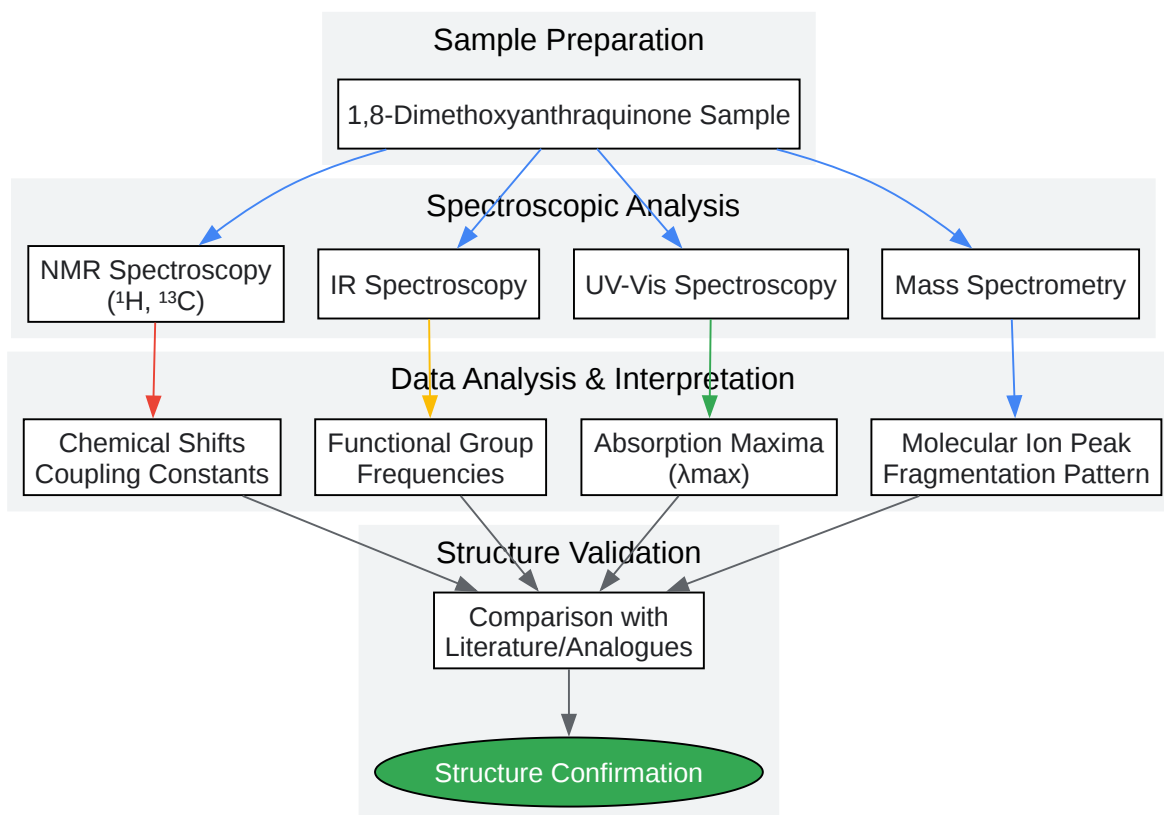 Sample Preparation
1,8-Dimethoxyanthraquinone Sample
Spectroscopic Analysis
NMR Spectroscopy
(¹H, ¹³C)
IR Spectroscopy
UV-Vis Spectroscopy
Mass Spectrometry
Data Analysis & Interpretation
Chemical Shifts
Coupling Constants
Functional Group
Frequencies
Absorption Maxima
(λmax)
Molecular Ion Peak
Fragmentation Pattern
Structure Validation
Comparison with
Literature/Analogues
Structure Confirmation